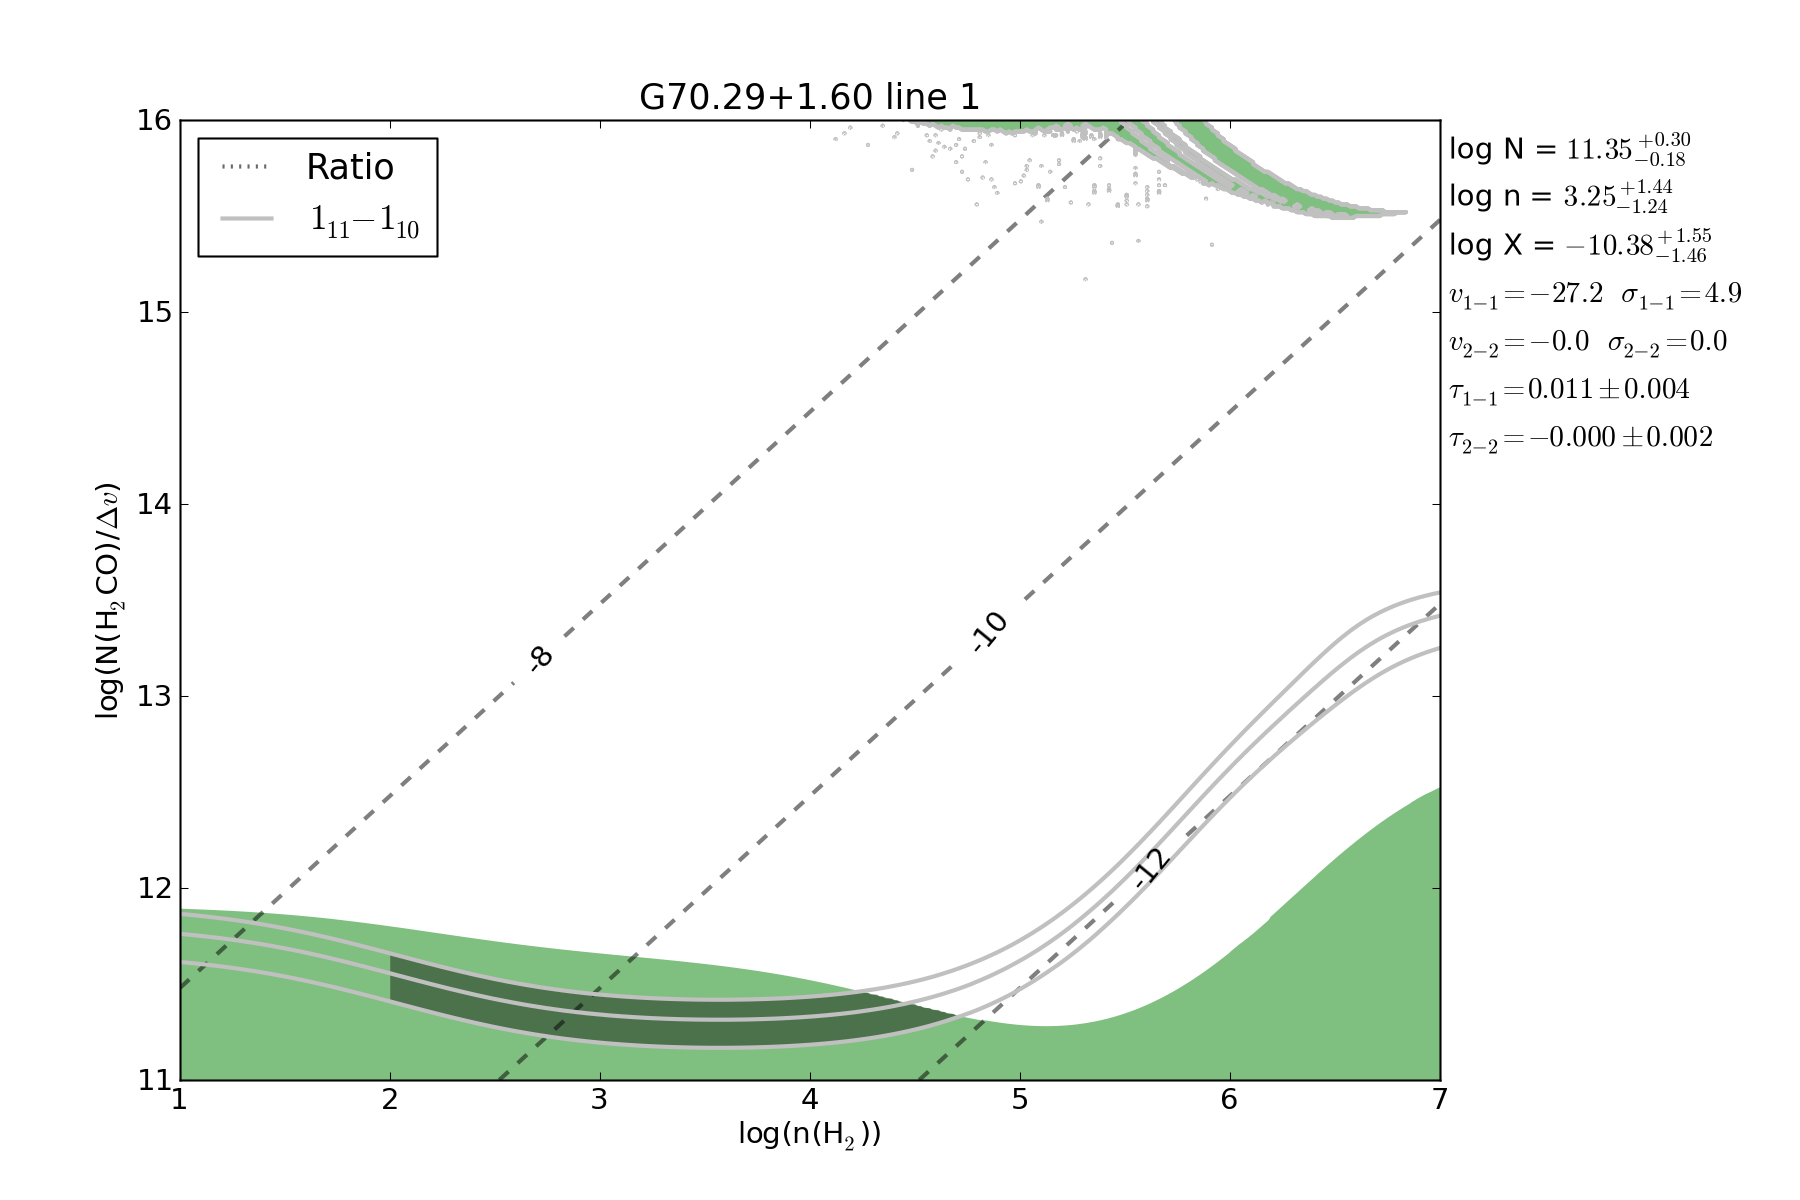 G70.29+1.60 line 1
16
15
14
13
12
11
1
2
3
4
5
6
7
log(N(H₂CO)/Δv)
log(n(H₂))
Ratio
1₁₁−1₁₀
-8
-10
-12
log N = 11.35^{+0.30}_{−0.18}
log n = 3.25^{+1.44}_{−1.24}
log X = −10.38^{+1.55}_{−1.46}
v₁₋₁=−27.2 σ₁₋₁=4.9
v₂₋₂=−0.0 σ₂₋₂=0.0
τ₁₋₁=0.011±0.004
τ₂₋₂=−0.000±0.002